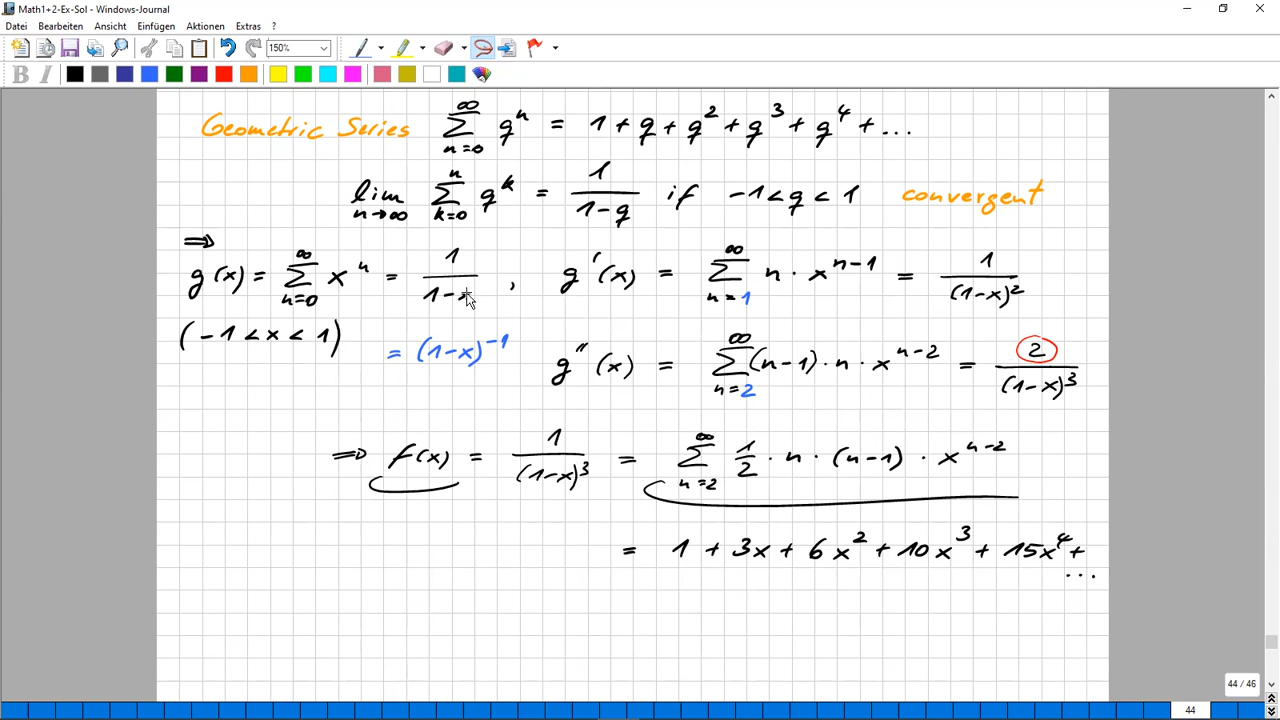 Math1+2-Ex-Sol - Windows-Journal
Datei Bearbeiten Ansicht Einfügen Aktionen Extras ?
150%
B I
Geometric Series ∑_{n=0}^{∞} q^n = 1 + q + q^2 + q^3 + q^4 + ...
lim_{n→∞} ∑_{k=0}^{n} q^k = 1/(1-q) if -1 < q < 1 convergent
⇒
g(x) = ∑_{n=0}^{∞} x^n = 1/(1-x) , g'(x) = ∑_{n=1}^{∞} n · x^{n-1} = 1/(1-x)^2
(-1 < x < 1) = (1-x)^{-1} g''(x) = ∑_{n=2}^{∞} (n-1) · n · x^{n-2} = 2/(1-x)^3
⇒ f(x) = 1/(1-x)^3 = ∑_{n=2}^{∞} 1/2 · n · (n-1) · x^{n-2}
= 1 + 3x + 6x^2 + 10x^3 + 15x^4 + ...
44 / 46
44